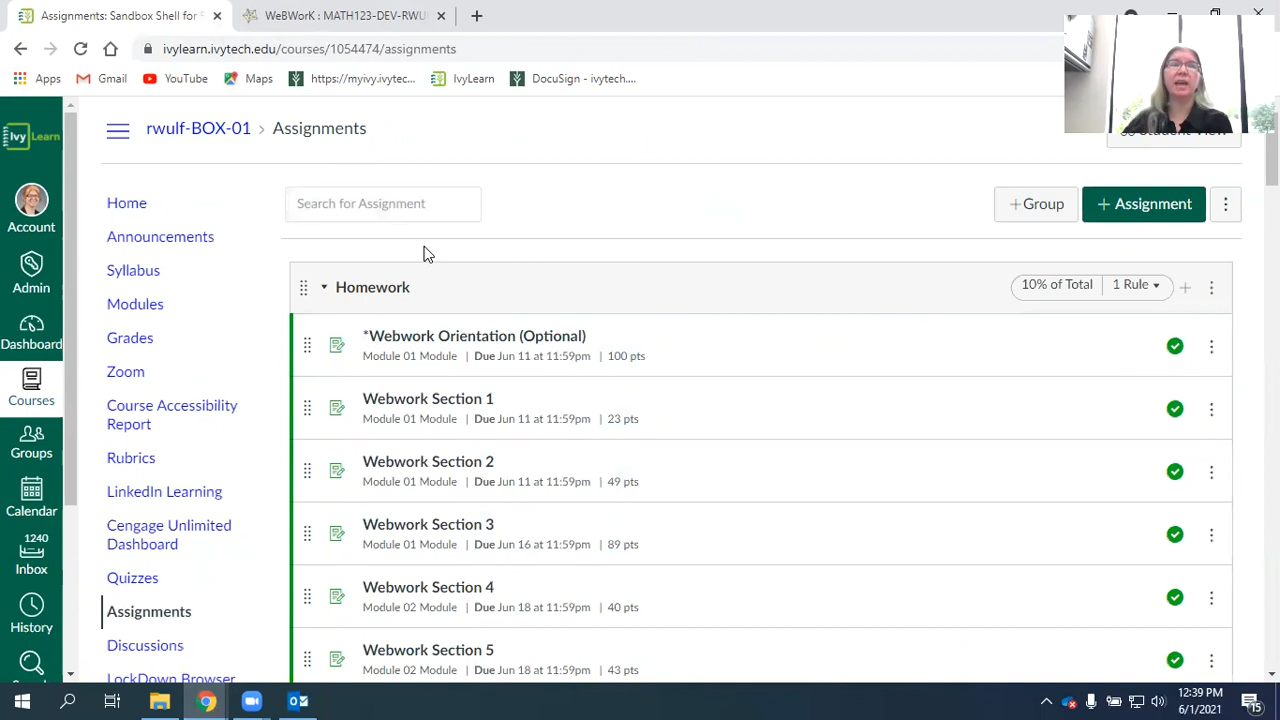 Assignments: Sandbox Shell for
WeBWorK : MATH123-DEV-RWU
ivylearn.ivytech.edu/courses/1054474/assignments
Apps
Gmail
YouTube
Maps
https://myivy.ivytec...
IvyLearn
DocuSign - ivytech....
Ivy Learn
rwulf-BOX-01 › Assignments
Student View
Account
Admin
Dashboard
Courses
Groups
Calendar
1240
Inbox
History
Home
Announcements
Syllabus
Modules
Grades
Zoom
Course Accessibility
Report
Rubrics
LinkedIn Learning
Cengage Unlimited
Dashboard
Quizzes
Assignments
Discussions
LockDown Browser
Search for Assignment
+ Group
+ Assignment
Homework
10% of Total | 1 Rule
*Webwork Orientation (Optional)
Module 01 Module | Due Jun 11 at 11:59pm | 100 pts
Webwork Section 1
Module 01 Module | Due Jun 11 at 11:59pm | 23 pts
Webwork Section 2
Module 01 Module | Due Jun 11 at 11:59pm | 49 pts
Webwork Section 3
Module 01 Module | Due Jun 16 at 11:59pm | 89 pts
Webwork Section 4
Module 02 Module | Due Jun 18 at 11:59pm | 40 pts
Webwork Section 5
Module 02 Module | Due Jun 18 at 11:59pm | 43 pts
12:39 PM
6/1/2021
15